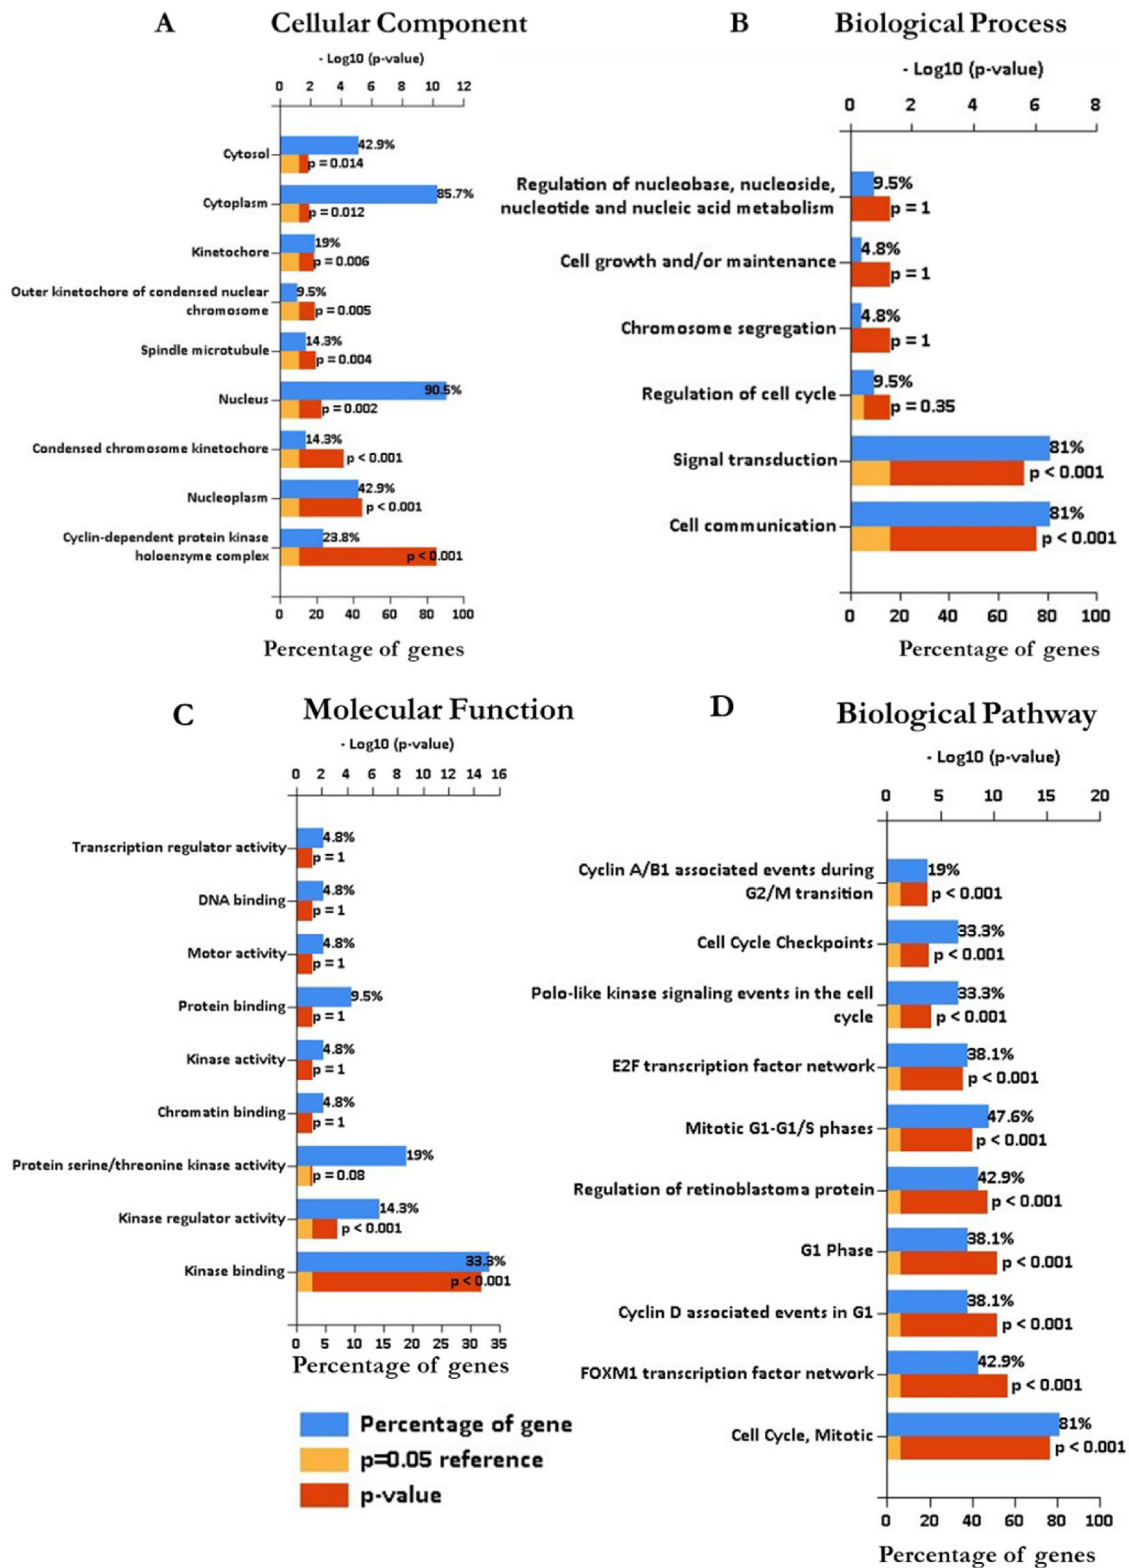 A Cellular Component
- Log10 (p-value)
0 2 4 6 8 10 12
Cytosol
42.9%
p = 0.014
Cytoplasm
85.7%
p = 0.012
Kinetochore
19%
p = 0.006
Outer kinetochore of condensed nuclear
chromosome
9.5%
p = 0.005
Spindle microtubule
14.3%
p = 0.004
Nucleus
90.5%
p = 0.002
Condensed chromosome kinetochore
14.3%
p < 0.001
Nucleoplasm
42.9%
p < 0.001
Cyclin-dependent protein kinase
holoenzyme complex
23.8%
p < 0.001
0 20 40 60 80 100
Percentage of genes
B Biological Process
- Log10 (p-value)
0 2 4 6 8
Regulation of nucleobase, nucleoside,
nucleotide and nucleic acid metabolism
9.5%
p = 1
Cell growth and/or maintenance
4.8%
p = 1
Chromosome segregation
4.8%
p = 1
Regulation of cell cycle
9.5%
p = 0.35
Signal transduction
81%
p < 0.001
Cell communication
81%
p < 0.001
0 20 40 60 80 100
Percentage of genes
C Molecular Function
- Log10 (p-value)
0 2 4 6 8 10 12 14 16
Transcription regulator activity
4.8%
p = 1
DNA binding
4.8%
p = 1
Motor activity
4.8%
p = 1
Protein binding
9.5%
p = 1
Kinase activity
4.8%
p = 1
Chromatin binding
4.8%
p = 1
Protein serine/threonine kinase activity
19%
p = 0.08
Kinase regulator activity
14.3%
p < 0.001
Kinase binding
33.3%
p < 0.001
0 5 10 15 20 25 30 35
Percentage of genes
D Biological Pathway
- Log10 (p-value)
0 5 10 15 20
Cyclin A/B1 associated events during
G2/M transition
19%
p < 0.001
Cell Cycle Checkpoints
33.3%
p < 0.001
Polo-like kinase signaling events in the cell
cycle
33.3%
p < 0.001
E2F transcription factor network
38.1%
p < 0.001
Mitotic G1-G1/S phases
47.6%
p < 0.001
Regulation of retinoblastoma protein
42.9%
p < 0.001
G1 Phase
38.1%
p < 0.001
Cyclin D associated events in G1
38.1%
p < 0.001
FOXM1 transcription factor network
42.9%
p < 0.001
Cell Cycle, Mitotic
81%
p < 0.001
0 20 40 60 80 100
Percentage of genes
Percentage of gene
p=0.05 reference
p-value